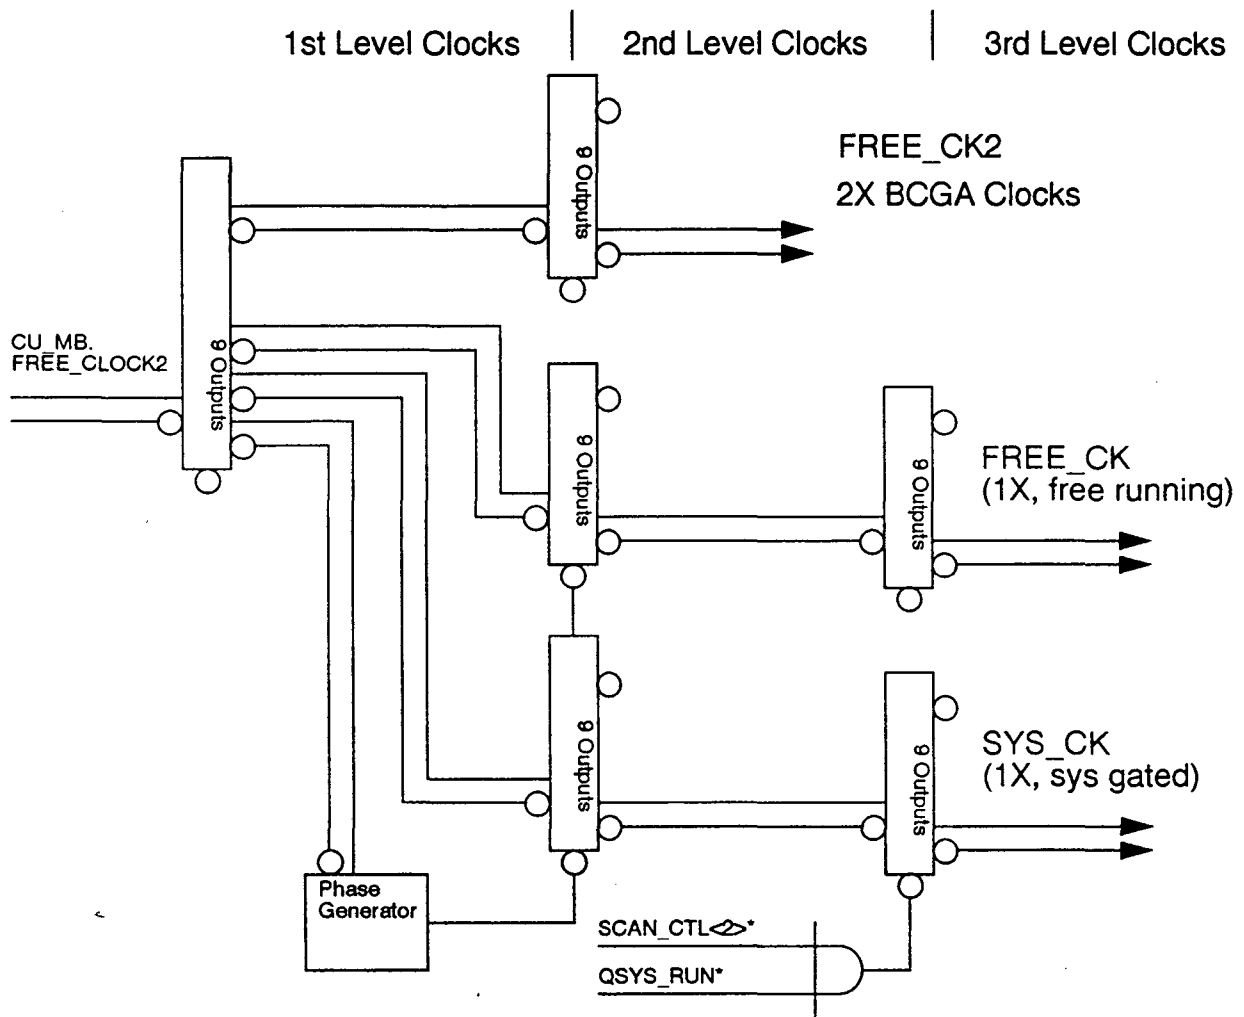 1st Level Clocks
2nd Level Clocks
3rd Level Clocks
9 Outputs
FREE_CK2
2X BCGA Clocks
CU_MB.
FREE_CLOCK2
9 Outputs
9 Outputs
9 Outputs
FREE_CK
(1X, free running)
9 Outputs
9 Outputs
SYS_CK
(1X, sys gated)
Phase
Generator
SCAN_CTL<2>*
QSYS_RUN*